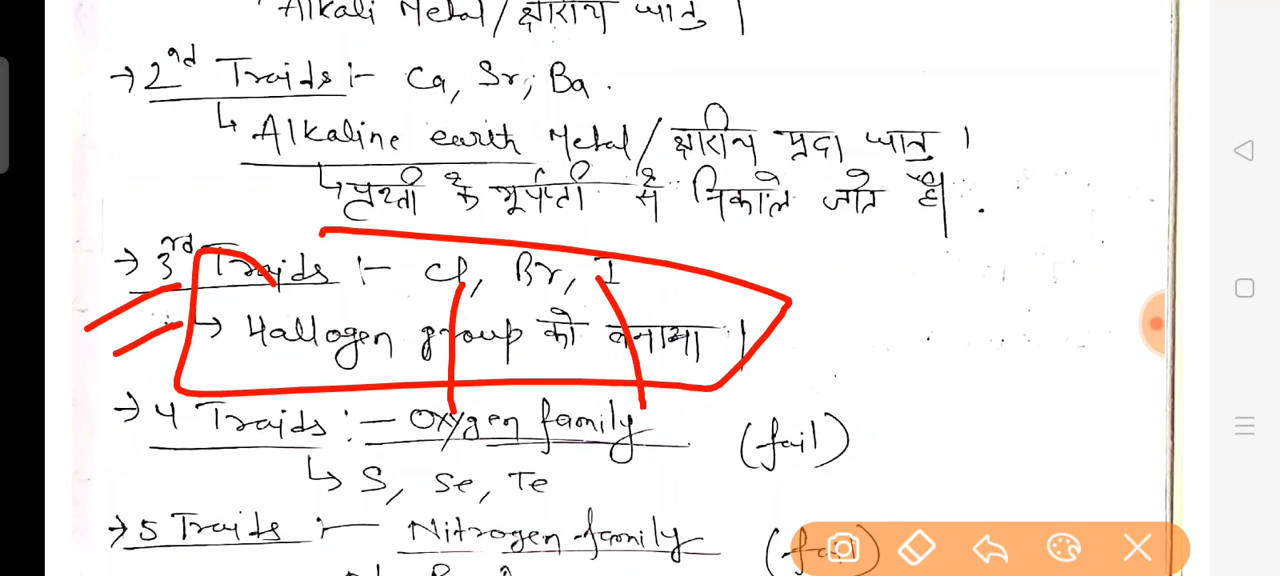 Alkali Metal/क्षारीय धातु।
→ 2nd Traids :- Ca, Sr, Ba.
↳ Alkaline earth Metal/क्षारीय मृदा धातु।
↳ पृथ्वी के भूपर्पटी से निकाले जाते हैं.
→ 3rd Traids :- Cl, Br, I
↳ Hallogen group को बनाया।
→ 4 Traids :- Oxygen family (fail)
↳ S, Se, Te
→ 5 Traids :- Nitrogen family